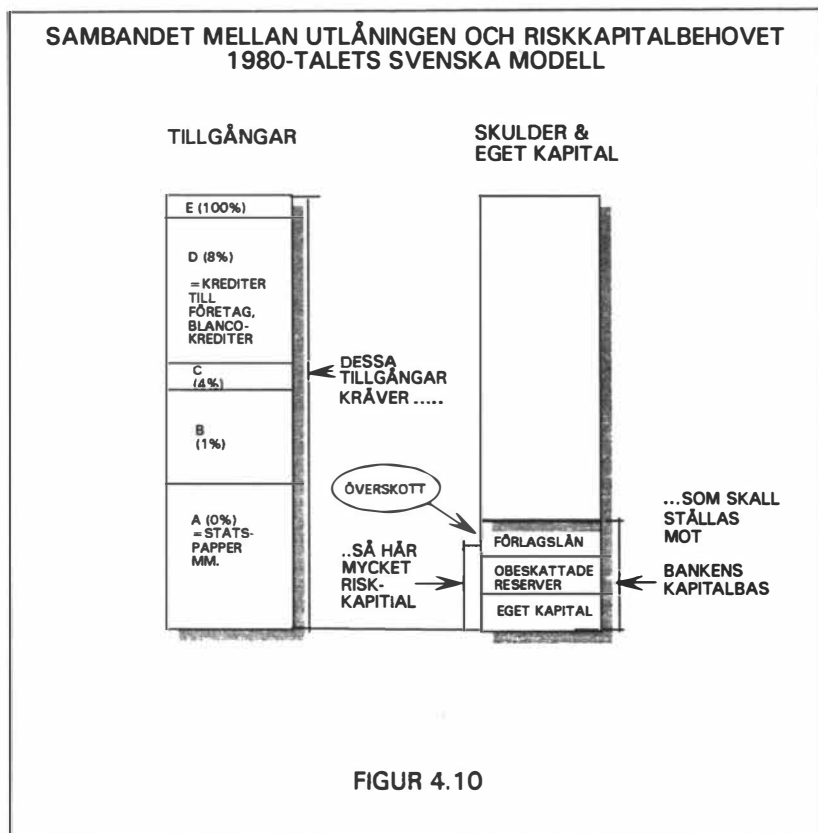 SAMBANDET MELLAN UTLÅNINGEN OCH RISKKAPITALBEHOVET
1980-TALETS SVENSKA MODELL
TILLGÅNGAR
SKULDER &
EGET KAPITAL
E (100%)
D (8%)
=KREDITER
TILL
FÖRETAG,
BLANCO-
KREDITER
C
(4%)
B
(1%)
A (0%)
=STATS-
PAPPER
MM.
DESSA
TILLGÅNGAR
KRÄVER .....
ÖVERSKOTT
..SÅ HÄR
MYCKET
RISK-
KAPITIAL
FÖRLAGSLÅN
OBESKATTADE
RESERVER
EGET KAPITAL
...SOM SKALL
STÄLLAS
MOT
BANKENS
KAPITALBAS
FIGUR 4.10